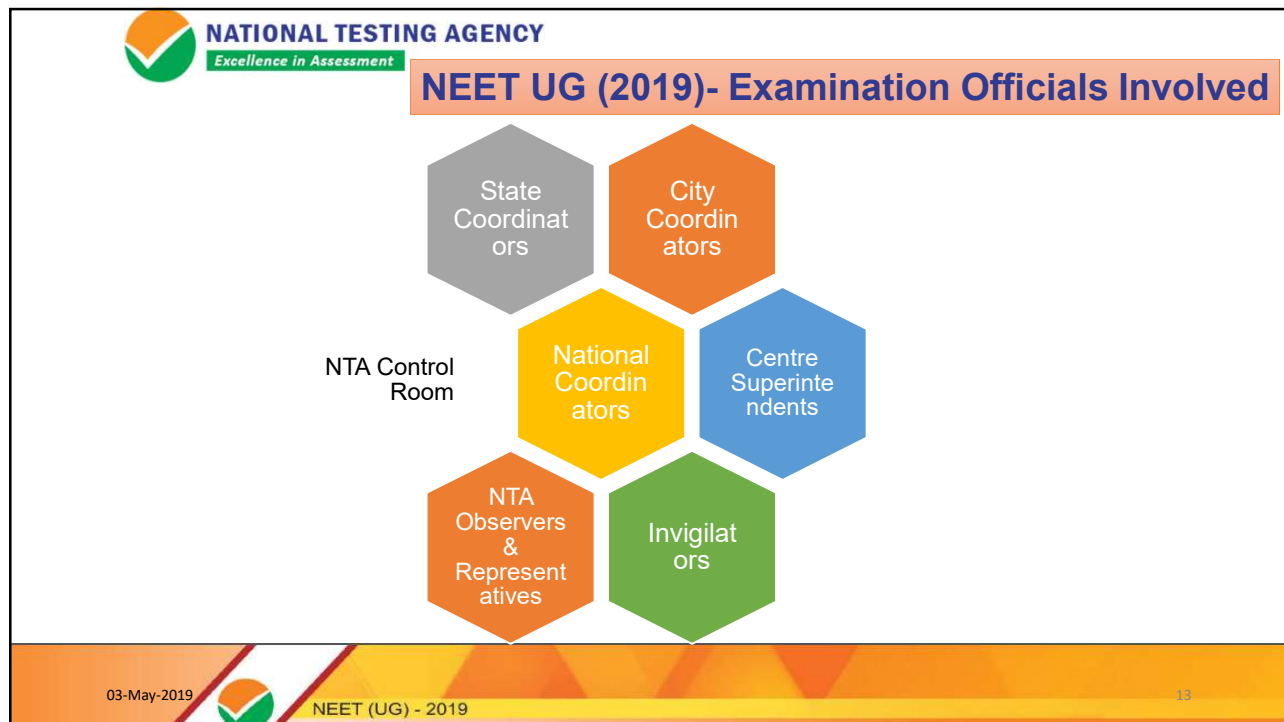 NATIONAL TESTING AGENCY
Excellence in Assessment
NEET UG (2019)- Examination Officials Involved
State
Coordinat
ors
City
Coordin
ators
NTA Control
Room
National
Coordin
ators
Centre
Superinte
ndents
NTA
Observers
&
Represent
atives
Invigilat
ors
03-May-2019
NEET (UG) - 2019
13